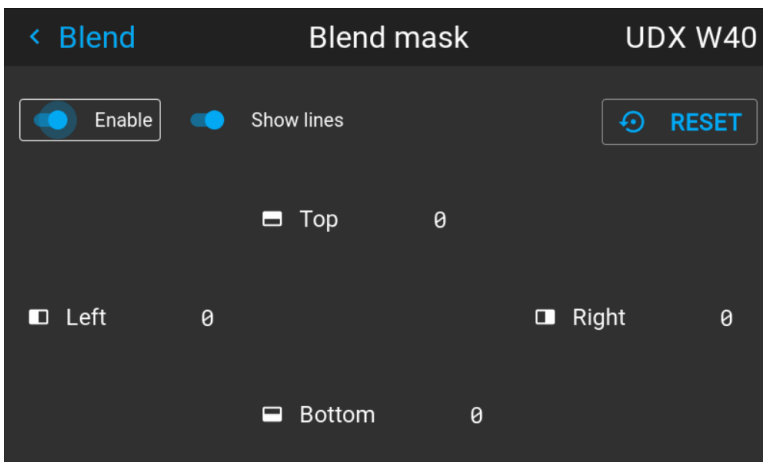 < Blend Blend mask UDX W40
Enable Show lines RESET
Top 0
Left 0 Right 0
Bottom 0